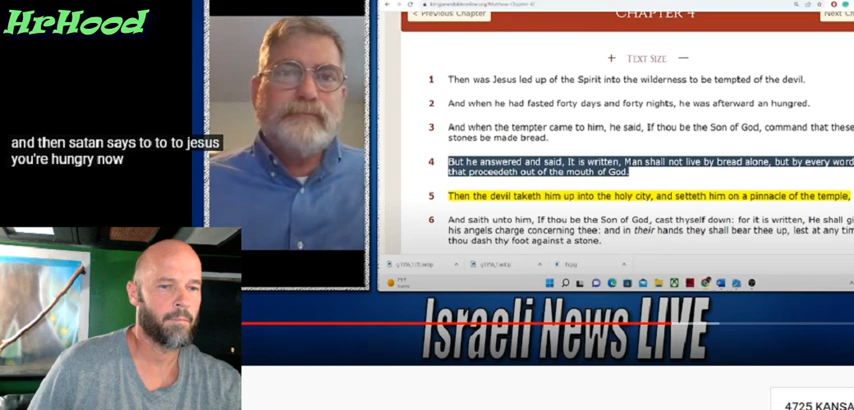 HrHood
< Previous Chapter
CHAPTER 4
+ TEXT SIZE —
1 Then was Jesus led up of the Spirit into the wilderness to be tempted of the devil.
2 And when he had fasted forty days and forty nights, he was afterward an hungred.
3 And when the tempter came to him, he said, If thou be the Son of God, command that these
stones be made bread.
4 But he answered and said, It is written, Man shall not live by bread alone, but by every word
that proceedeth out of the mouth of God.
5 Then the devil taketh him up into the holy city, and setteth him on a pinnacle of the temple,
6 And saith unto him, If thou be the Son of God, cast thyself down: for it is written, He shall
his angels charge concerning thee: and in their hands they shall bear thee up, lest at any
thou dash thy foot against a stone.
and then satan says to to to jesus
you're hungry now
Israeli News LIVE
4725 KANSA